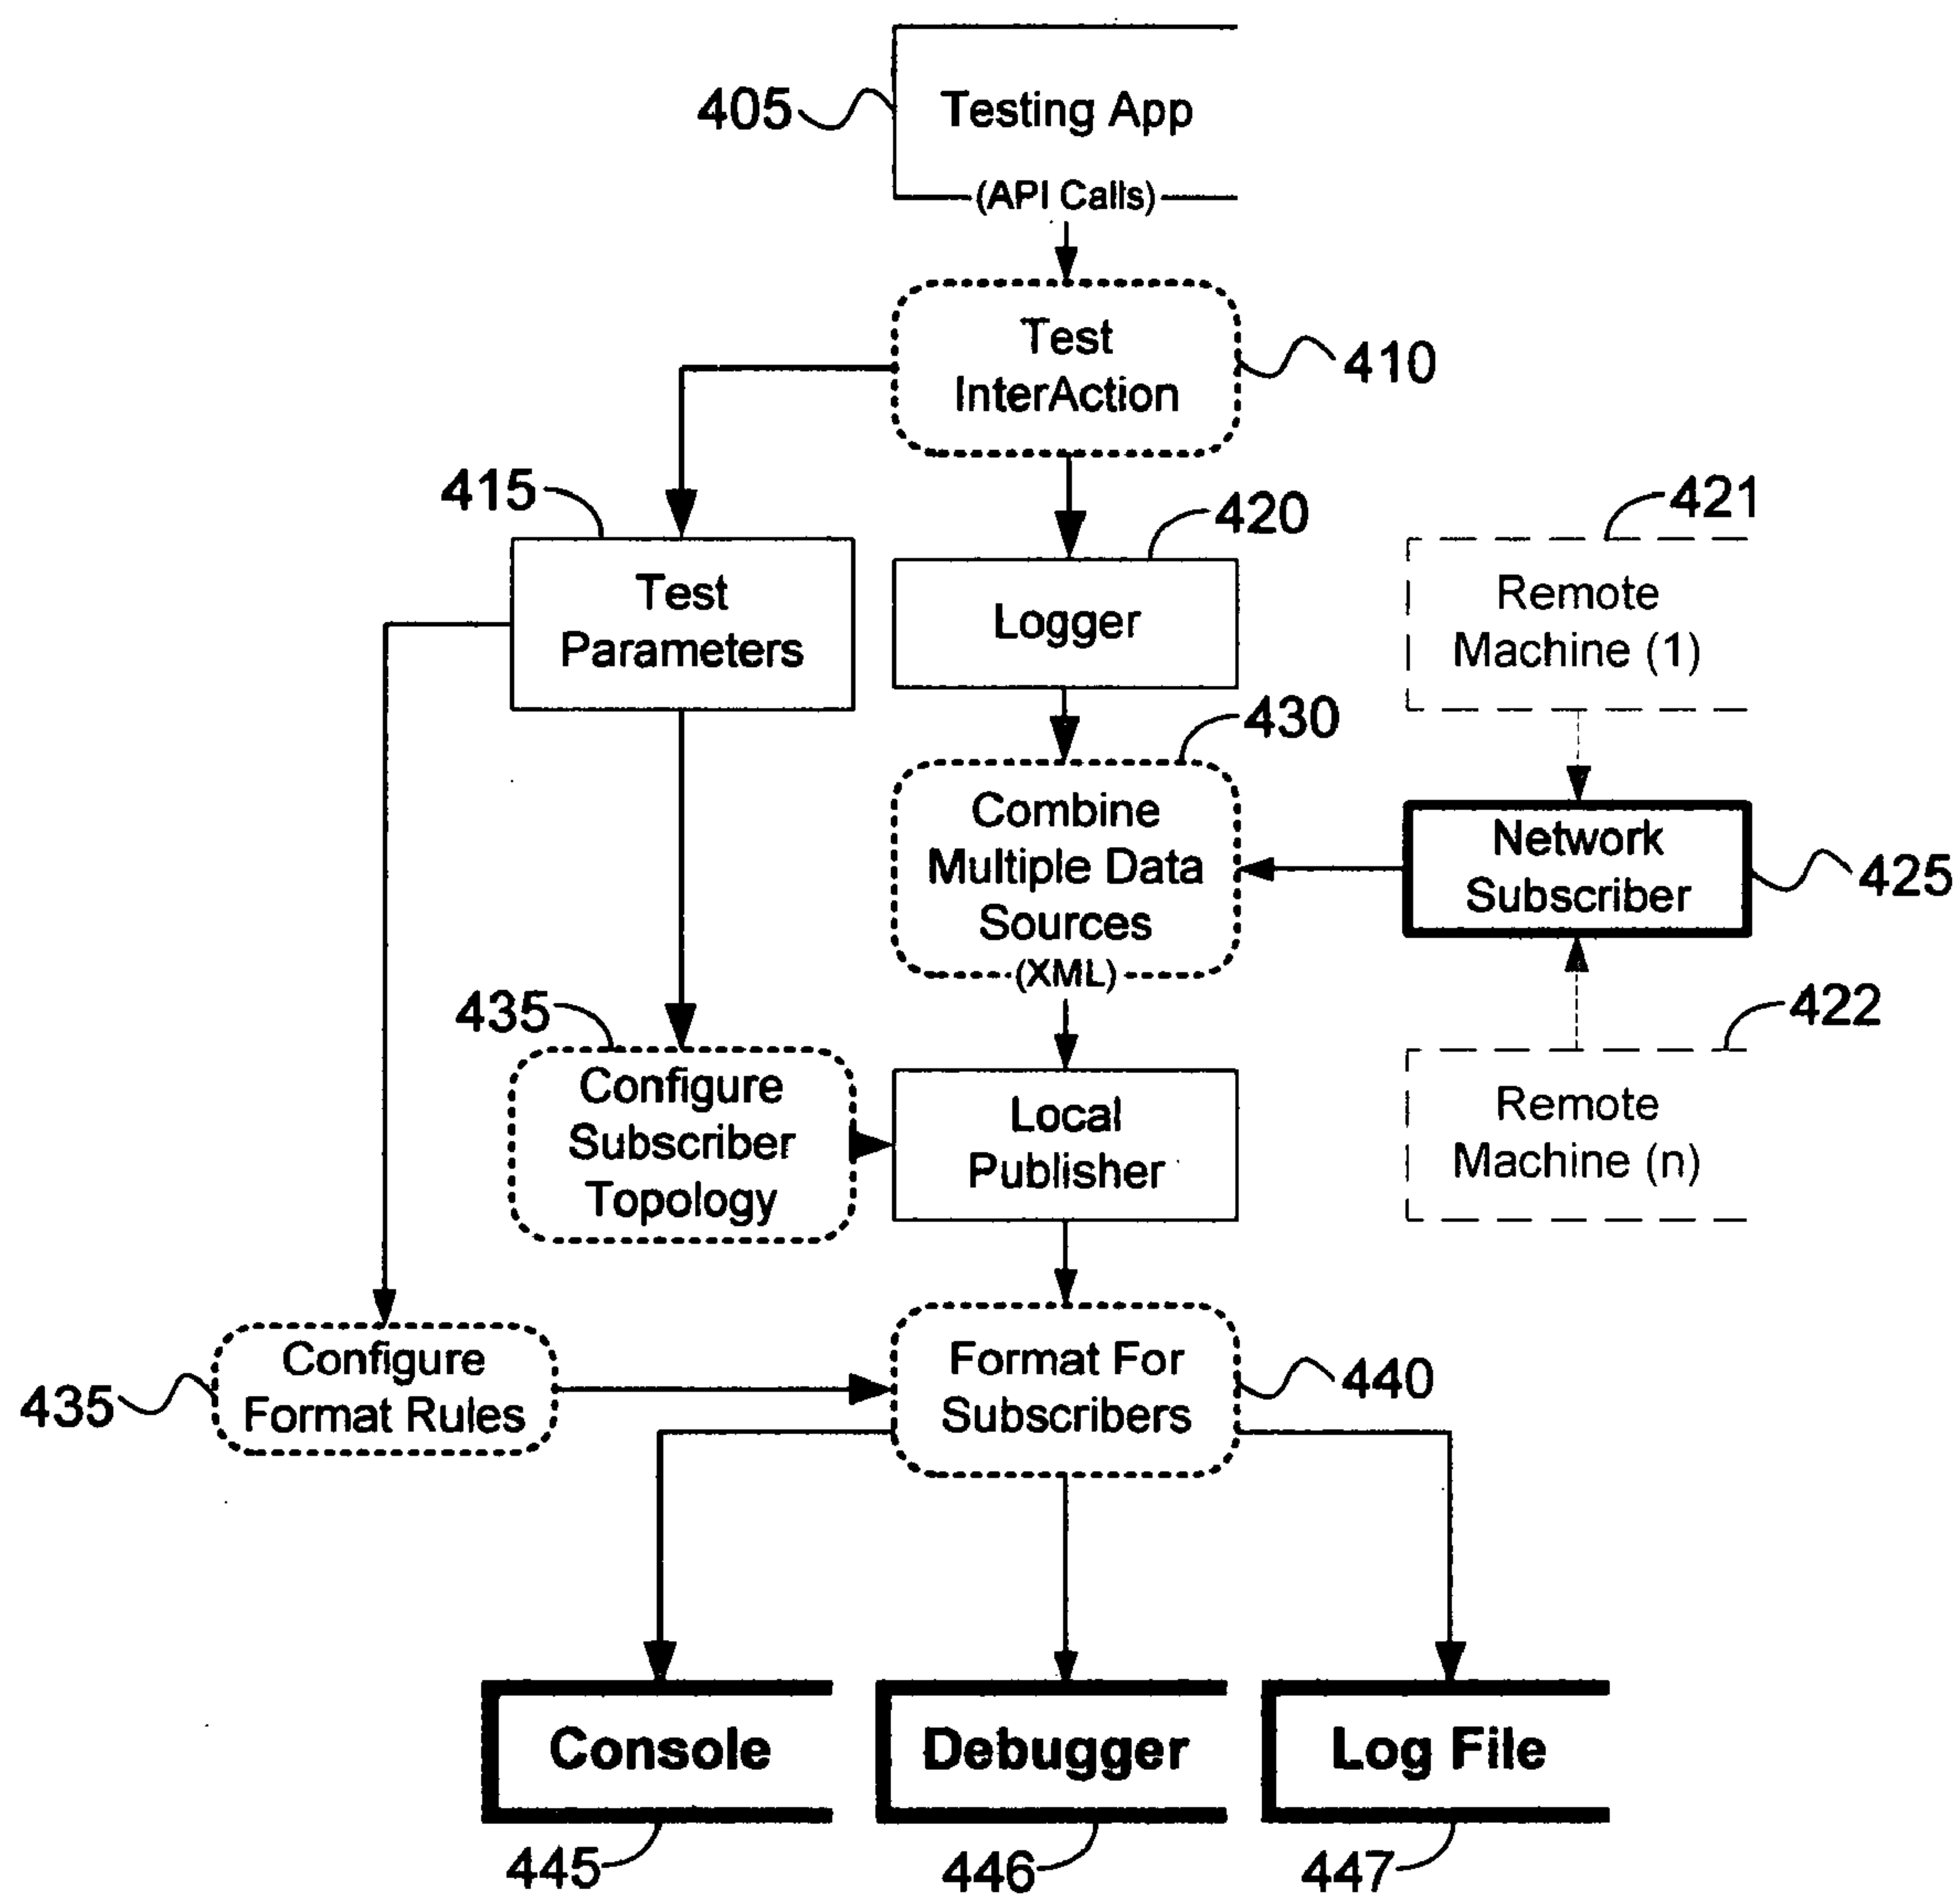 405
Testing App
(API Calls)
Test
InterAction
410
415
Test
Parameters
420
Logger
421
Remote
Machine (1)
430
Combine
Multiple Data
Sources
(XML)
Network
Subscriber
425
435
Configure
Subscriber
Topology
Local
Publisher
422
Remote
Machine (n)
435
Configure
Format Rules
Format For
Subscribers
440
Console
Debugger
Log File
445
446
447